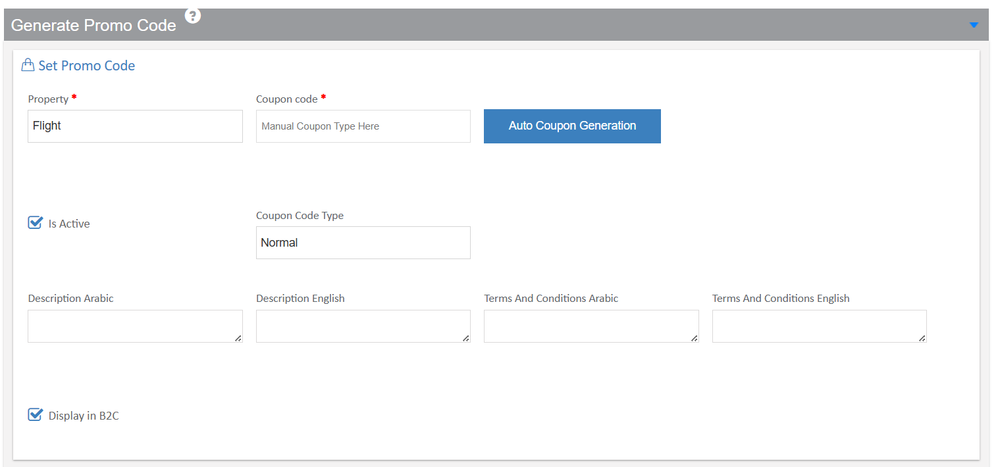 Generate Promo Code ?
Set Promo Code
Property *
Coupon code *
Flight
Manual Coupon Type Here
Auto Coupon Generation
Is Active
Coupon Code Type
Normal
Description Arabic
Description English
Terms And Conditions Arabic
Terms And Conditions English
Display in B2C